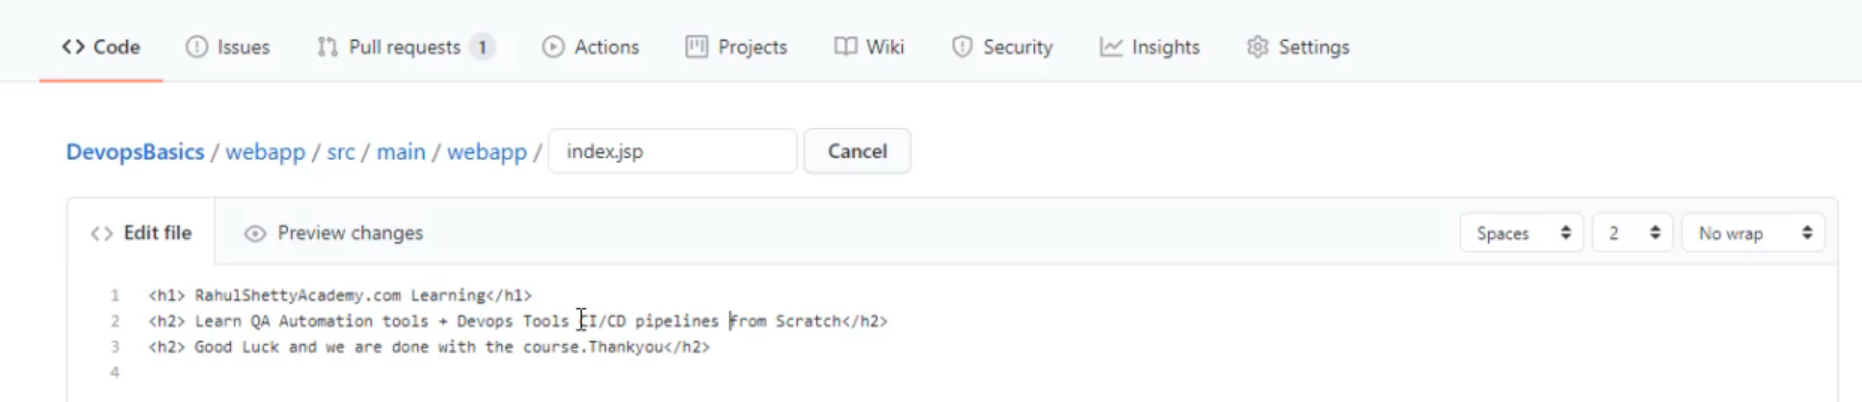 <> Code Issues Pull requests 1 Actions Projects Wiki Security Insights Settings
DevopsBasics / webapp / src / main / webapp / index.jsp Cancel
<> Edit file Preview changes Spaces 2 No wrap
1 <h1> RahulShettyAcademy.com Learning</h1>
2 <h2> Learn QA Automation tools + Devops Tools CI/CD pipelines From Scratch</h2>
3 <h2> Good Luck and we are done with the course.Thankyou</h2>
4